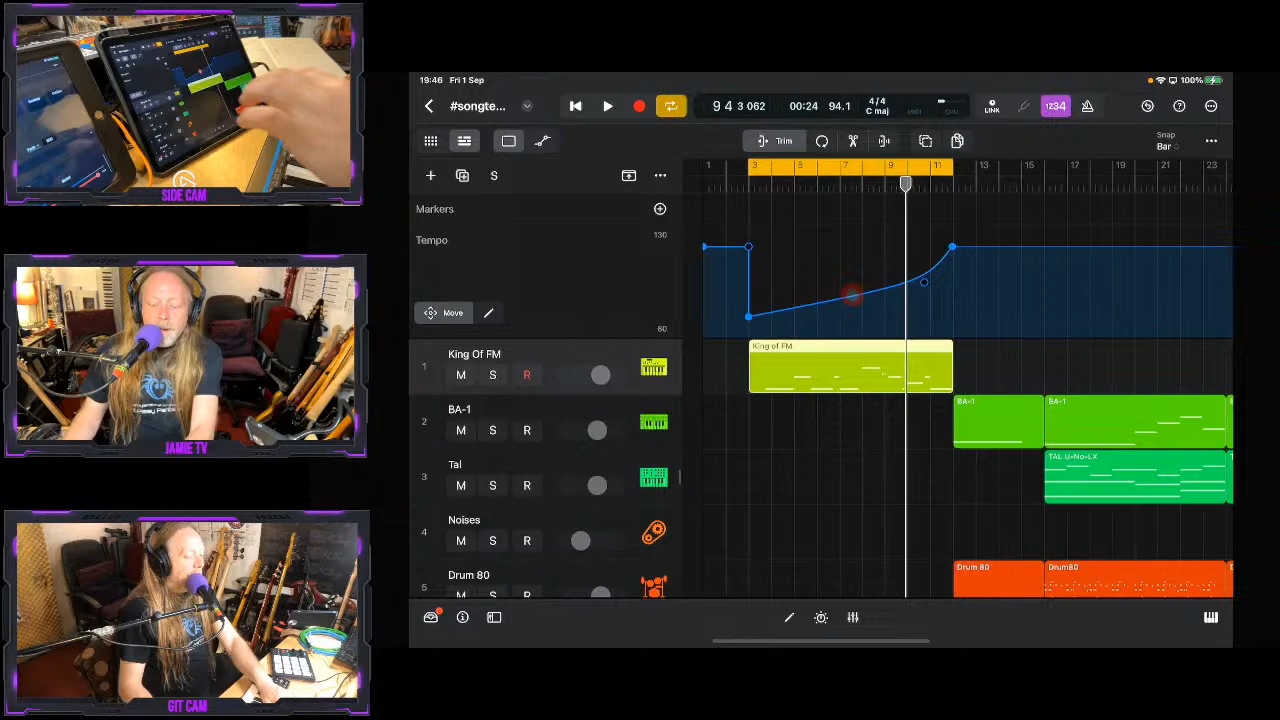 SIDE CAM
JAMIE TV
GIT CAM
19:46 Fri 1 Sep
100%
#songte...
9 4 3 062
00:24
94.1
4/4
C maj
MIDI
CPU
LINK
1234
Trim
Snap
Bar
S
1 3 5 7 9 11 13 15 17 19 21 23
Markers
Tempo
130
Move
60
1
King Of FM
M S R
King of FM
2
BA-1
M S R
BA-1
BA-1
3
Tal
M S R
TAL U-No-LX
4
Noises
M S R
5
Drum 80
M S R
Drum 80
Drum80